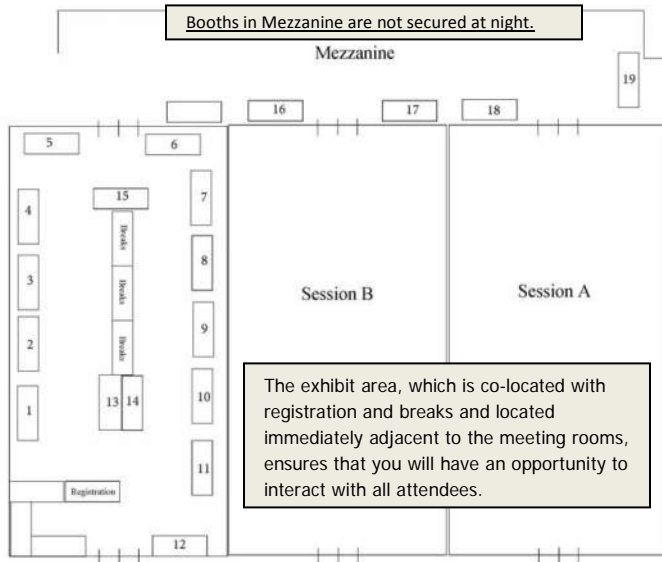 Booths in Mezzanine are not secured at night.
Mezzanine
19
16
17
18
5
6
15
7
4
Breaks
8
3
Breaks
Session B
Session A
9
2
Breaks
1
13
14
10
The exhibit area, which is co-located with
registration and breaks and located
immediately adjacent to the meeting rooms,
ensures that you will have an opportunity to
interact with all attendees.
11
Registration
12